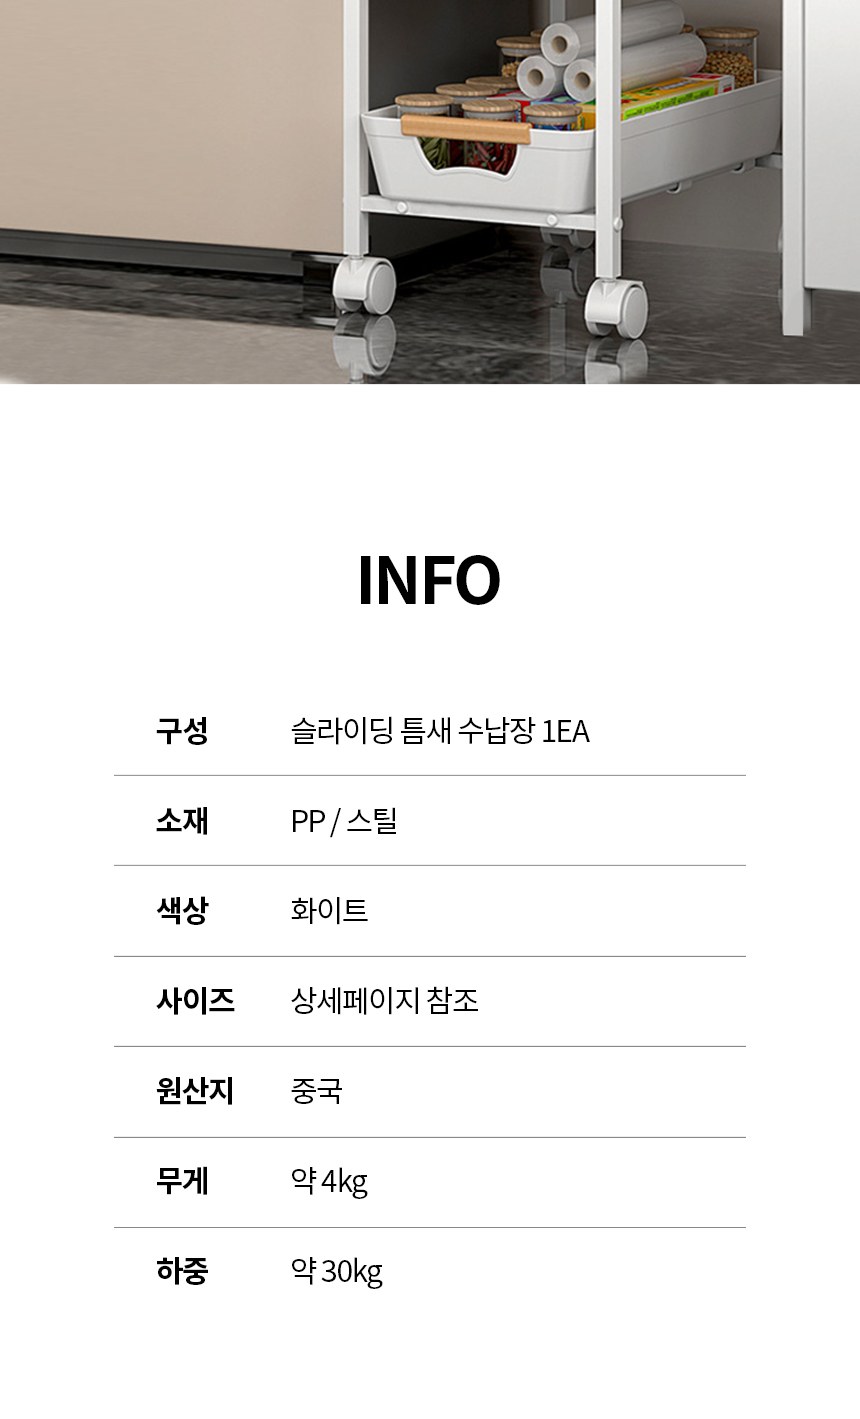 INFO
구성 슬라이딩 틈새 수납장 1EA
소재 PP / 스틸
색상 화이트
사이즈 상세페이지 참조
원산지 중국
무게 약 4kg
하중 약 30kg